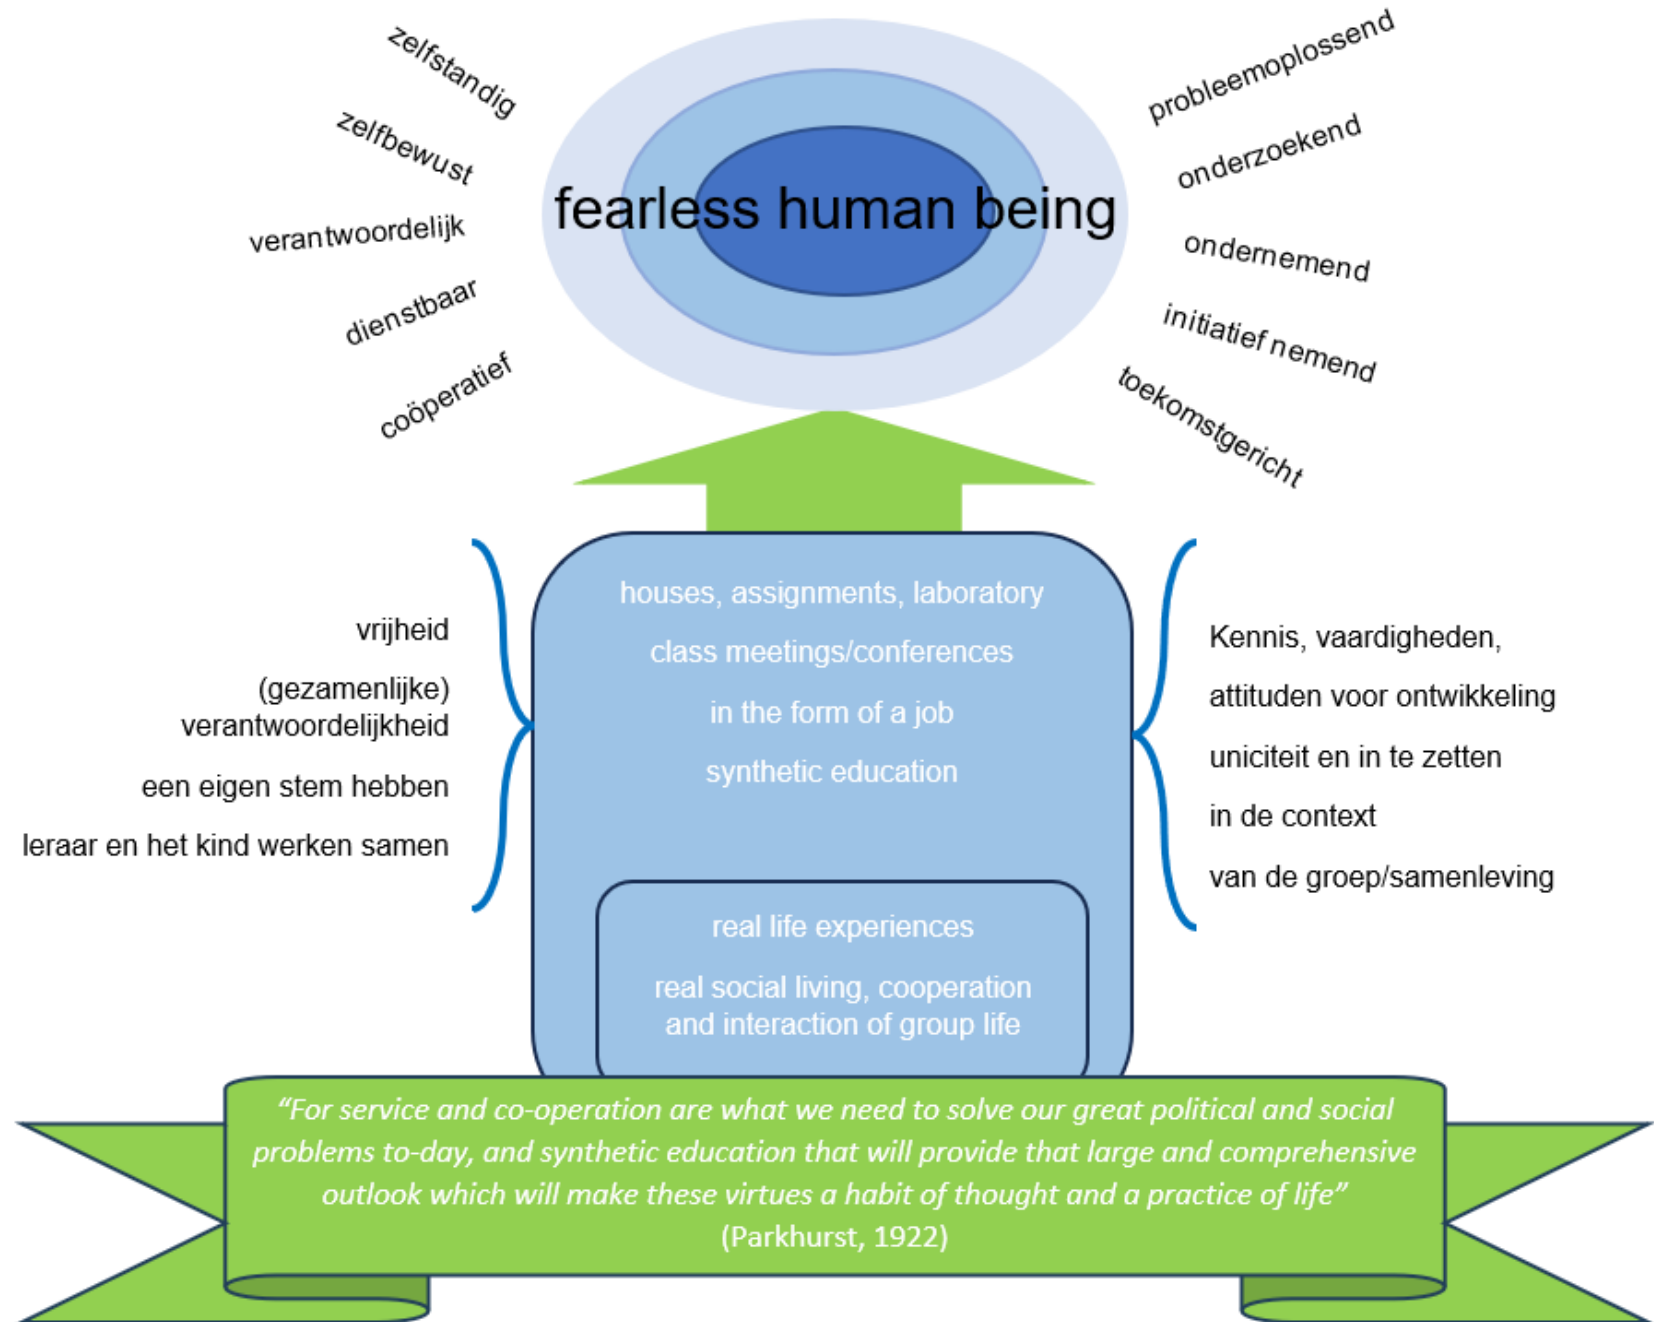 zelfstandig
zelfbewust
verantwoordelijk
dienstbaar
coöperatief
fearless human being
probleemoplossend
onderzoekend
ondernemend
initiatief nemend
toekomstgericht
vrijheid
(gezamenlijke)
verantwoordelijkheid
een eigen stem hebben
leraar en het kind werken samen
houses, assignments, laboratory
class meetings/conferences
in the form of a job
synthetic education
real life experiences
real social living, cooperation
and interaction of group life
Kennis, vaardigheden,
attituden voor ontwikkeling
uniciteit en in te zetten
in de context
van de groep/samenleving
“For service and co-operation are what we need to solve our great political and social
problems to-day, and synthetic education that will provide that large and comprehensive
outlook which will make these virtues a habit of thought and a practice of life”
(Parkhurst, 1922)